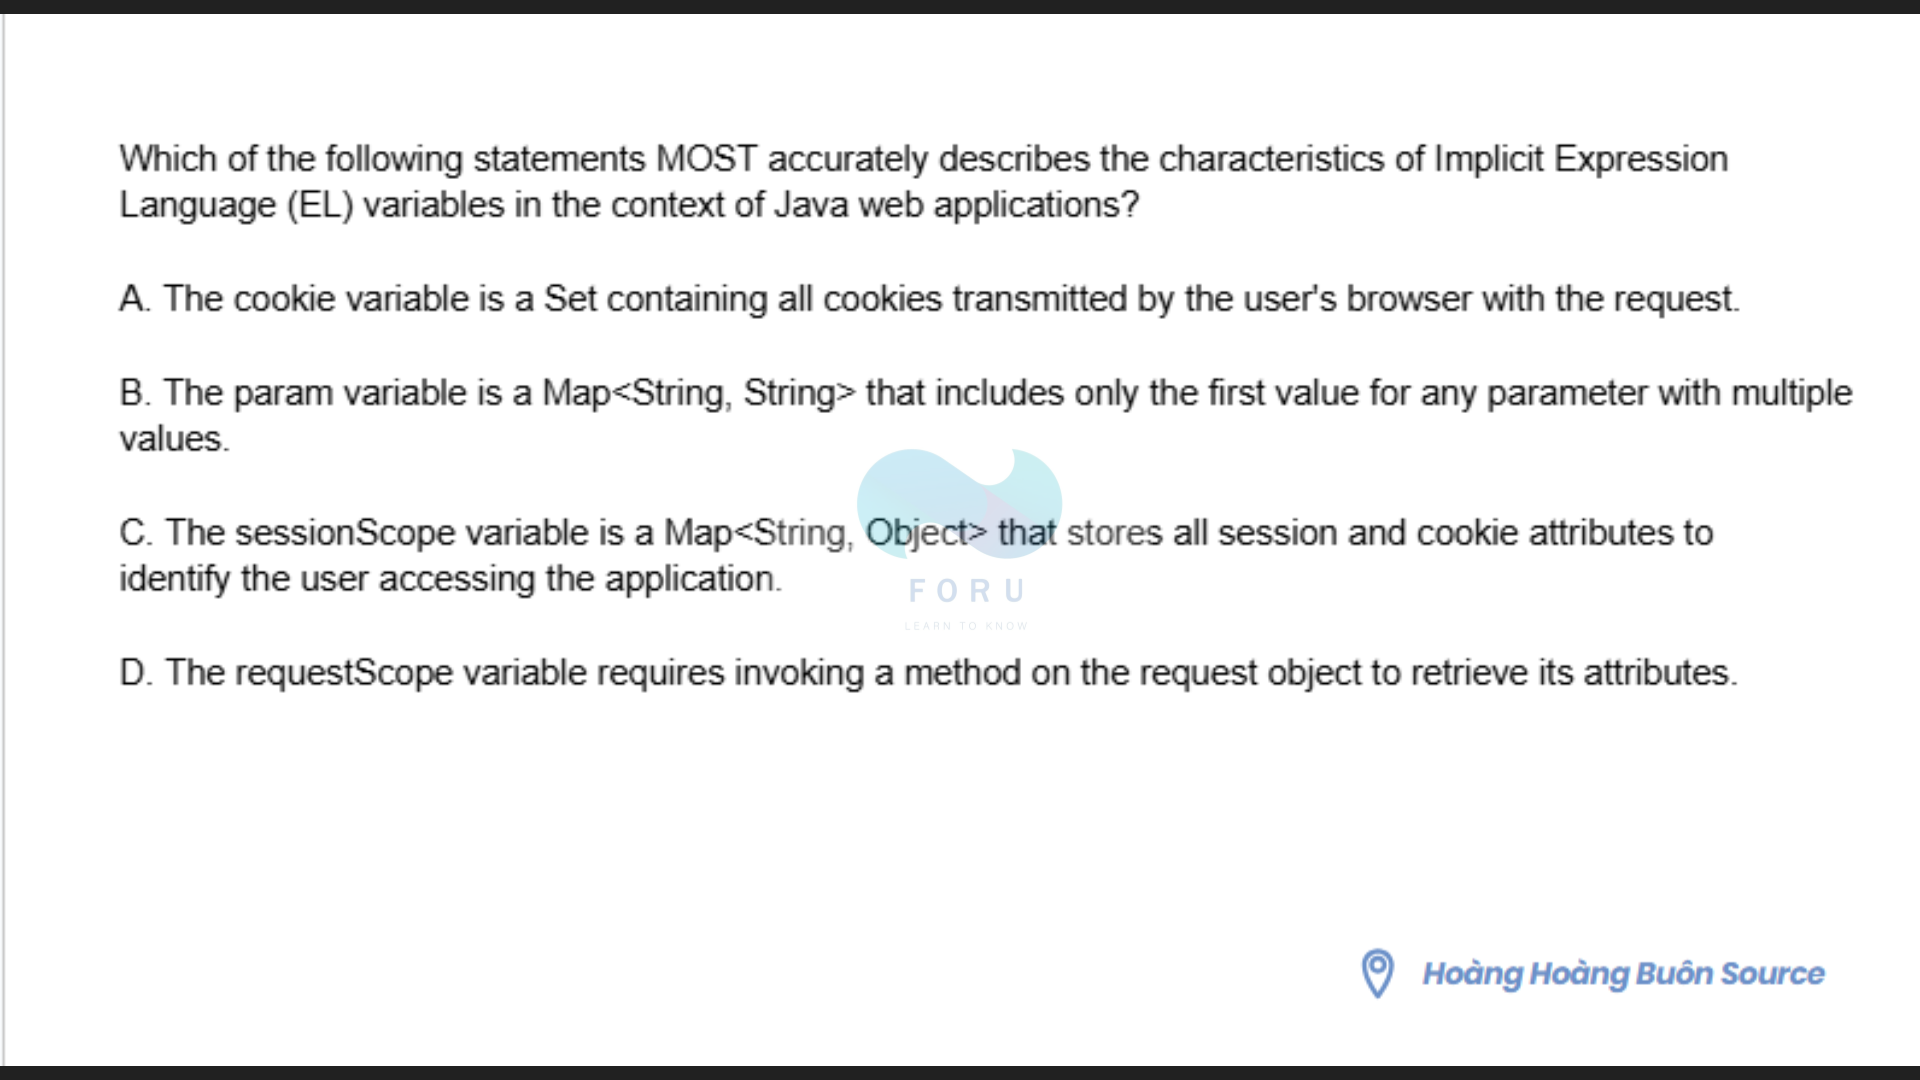 Which of the following statements MOST accurately describes the characteristics of Implicit Expression
Language (EL) variables in the context of Java web applications?
A. The cookie variable is a Set containing all cookies transmitted by the user's browser with the request.
B. The param variable is a Map<String, String> that includes only the first value for any parameter with multiple
values.
C. The sessionScope variable is a Map<String, Object> that stores all session and cookie attributes to
identify the user accessing the application.
FORU
LEARN TO KNOW
D. The requestScope variable requires invoking a method on the request object to retrieve its attributes.
Hoàng Hoàng Buôn Source